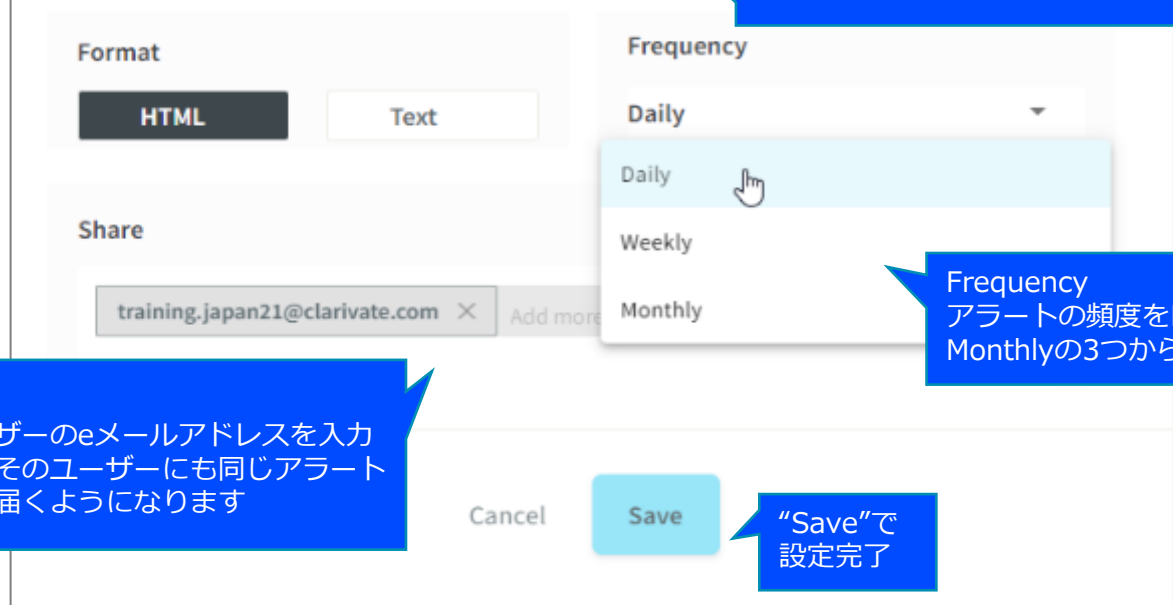 Format
HTML
Text
Frequency
Daily
Daily
Weekly
Monthly
Share
training.japan21@clarivate.com ×
Add more
Frequency
アラートの頻度を
Monthlyの3つから
ザーのeメールアドレスを入力
そのユーザーにも同じアラート
届くようになります
Cancel
Save
“Save”で
設定完了